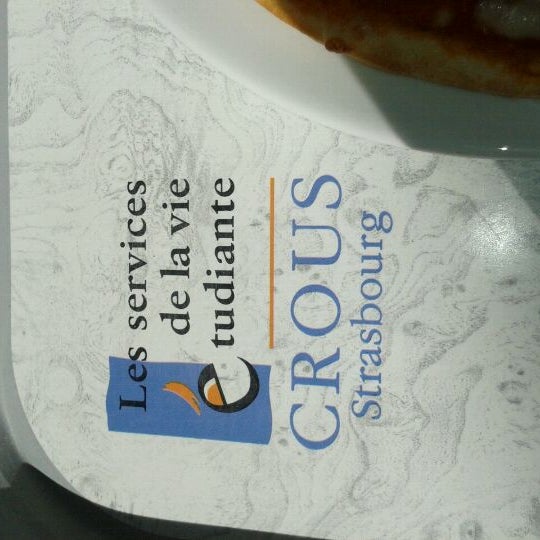 Les services
de la vie
étudiante
CROUS
Strasbourg